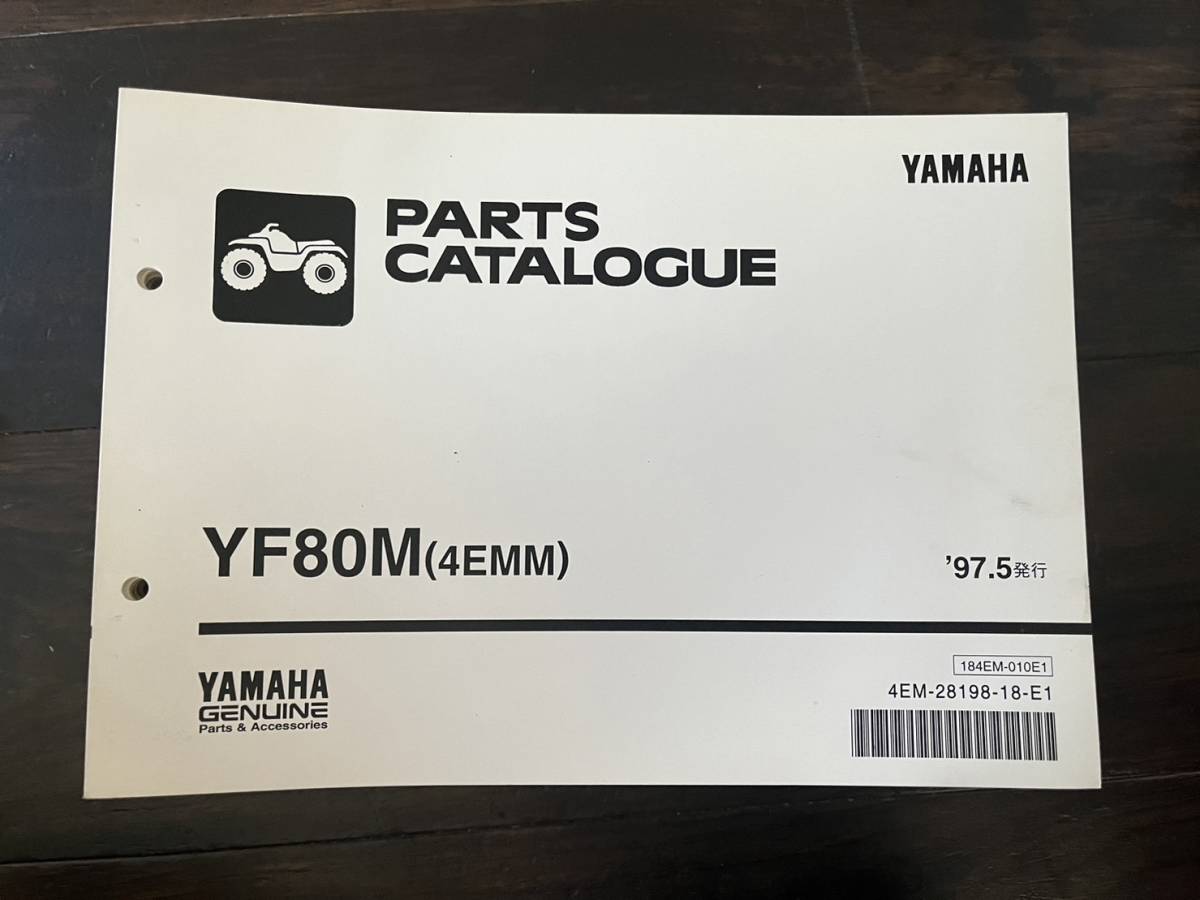 YAMAHA
PARTS
CATALOGUE
YF80M(4EMM)
'97.5発行
184EM-010E1
4EM-28198-18-E1
YAMAHA
GENUINE
Parts & Accessories